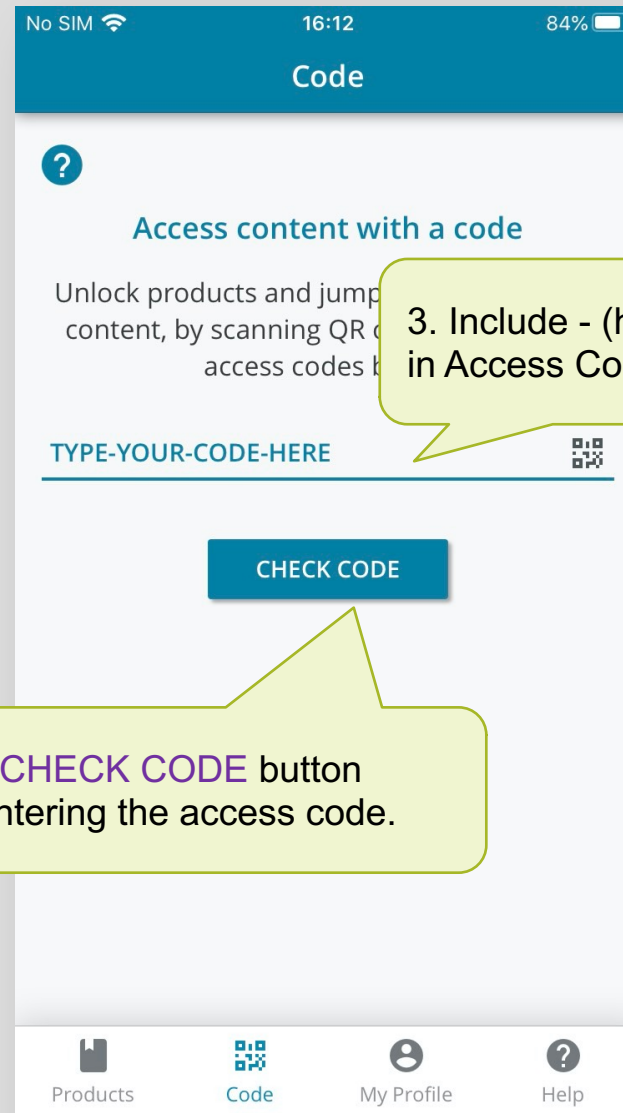 No SIM 16:12 84%
Code
Access content with a code
Unlock products and jump
content, by scanning QR
access codes
3. Include - (
in Access Co
TYPE-YOUR-CODE-HERE
CHECK CODE
CHECK CODE button
ntering the access code.
Products Code My Profile Help